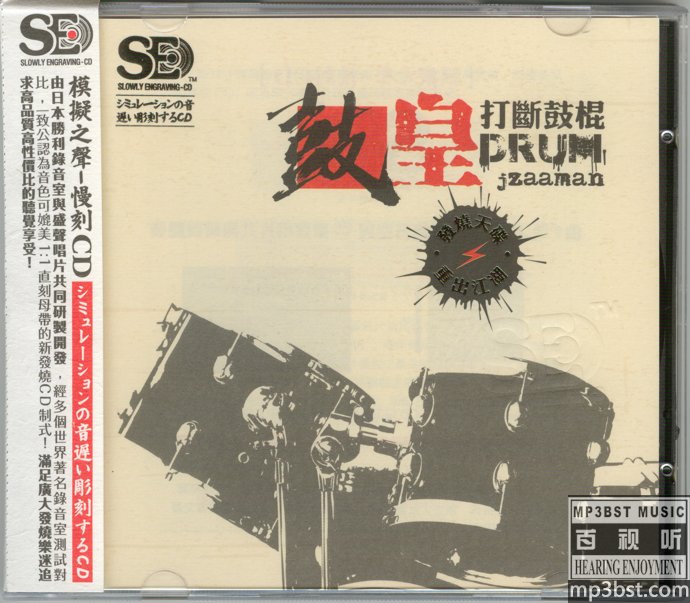 SE
SLOWLY ENGRAVING-CD
模擬之聲-慢刻CD
シミュレーションの音遅い彫刻するCD
由日本勝利錄音室與盛聲唱片共同研製開發，經多個世界著名錄音室測試對
比，一致公認為音色可媲美1:1直刻母帶的新發燒CD制式！滿足廣大發燒樂迷追
求高品質高性價比的聽覺享受！
SE
SLOWLY ENGRAVING-CD
TM
シミュレーションの音
遅い彫刻するCD
鼓皇
打斷鼓棍
DRUM
jzaaman
發燒天碟
重出江湖
SE
MP3BST MUSIC
百视听
HEARING ENJOYMENT
mp3bst.com